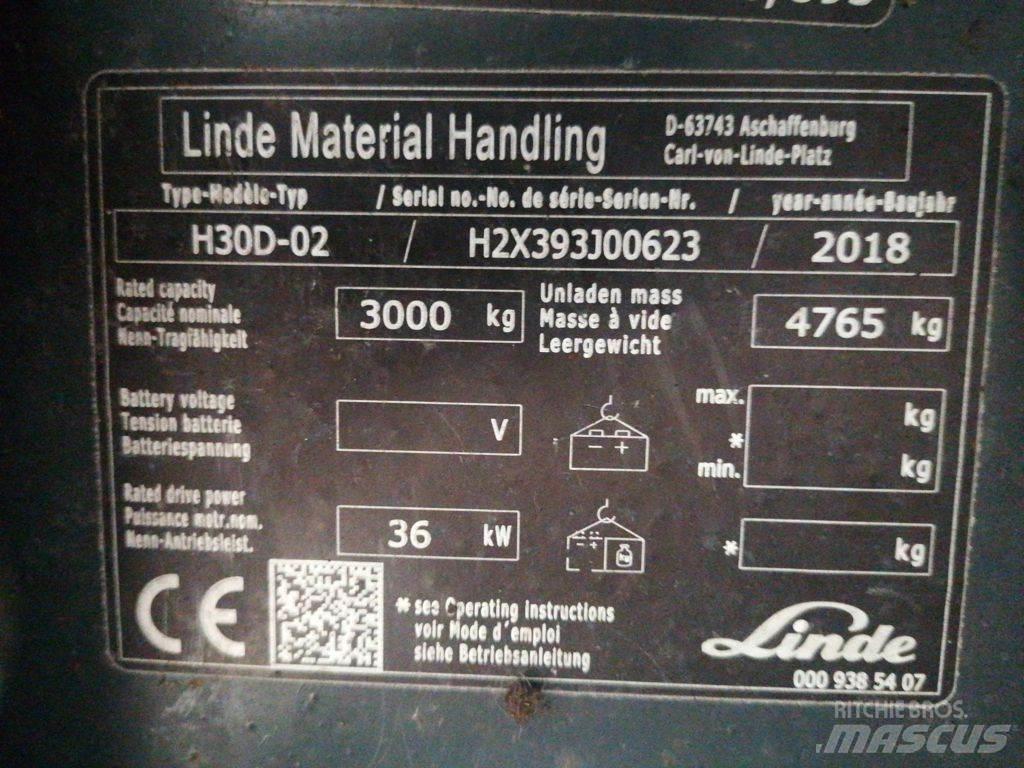 Linde Material Handling
D-63743 Aschaffenburg
Carl-von-Linde-Platz
Type-Modèle-Typ / Serial no.-No. de série-Serien-Nr. / year-année-Baujahr
H30D-02 / H2X393J00623 / 2018
Rated capacity
Capacité nominale
Nenn-Tragfähigkeit
3000 kg
Unladen mass
Masse à vide
Leergewicht
4765 kg
Battery voltage
Tension batterie
Batteriespannung
V
- +
max. kg
*
min. kg
Rated drive power
Puissance motr.nom.
Nenn-Antriebsleist.
36 kW
- +
kg
* kg
CE
* see Operating instructions
voir Mode d'emploi
siehe Betriebsanleitung
Linde
000 938 54 07
RITCHIE BROS.
MASCUS